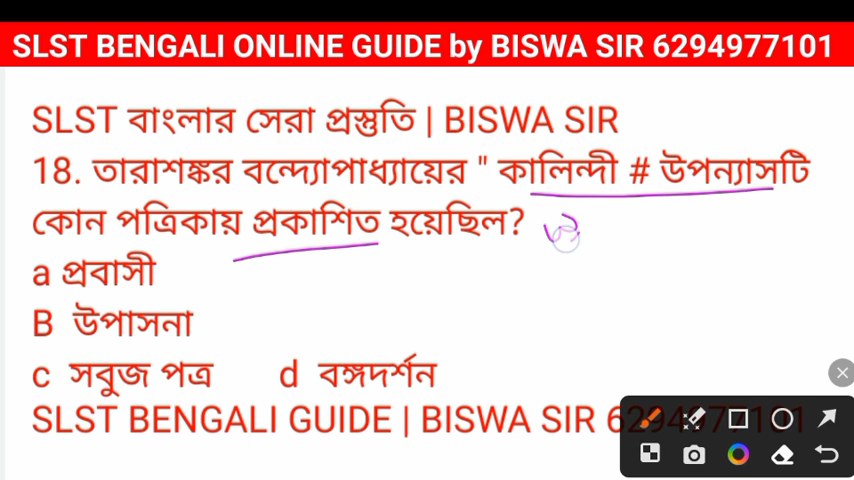 SLST BENGALI ONLINE GUIDE by BISWA SIR 6294977101
SLST বাংলার সেরা প্রস্তুতি | BISWA SIR
18. তারাশঙ্কর বন্দ্যোপাধ্যায়ের " কালিন্দী # উপন্যাসটি
কোন পত্রিকায় প্রকাশিত হয়েছিল?
a প্রবাসী
B উপাসনা
c সবুজ পত্র d বঙ্গদর্শন
SLST BENGALI GUIDE | BISWA SIR 6294977101